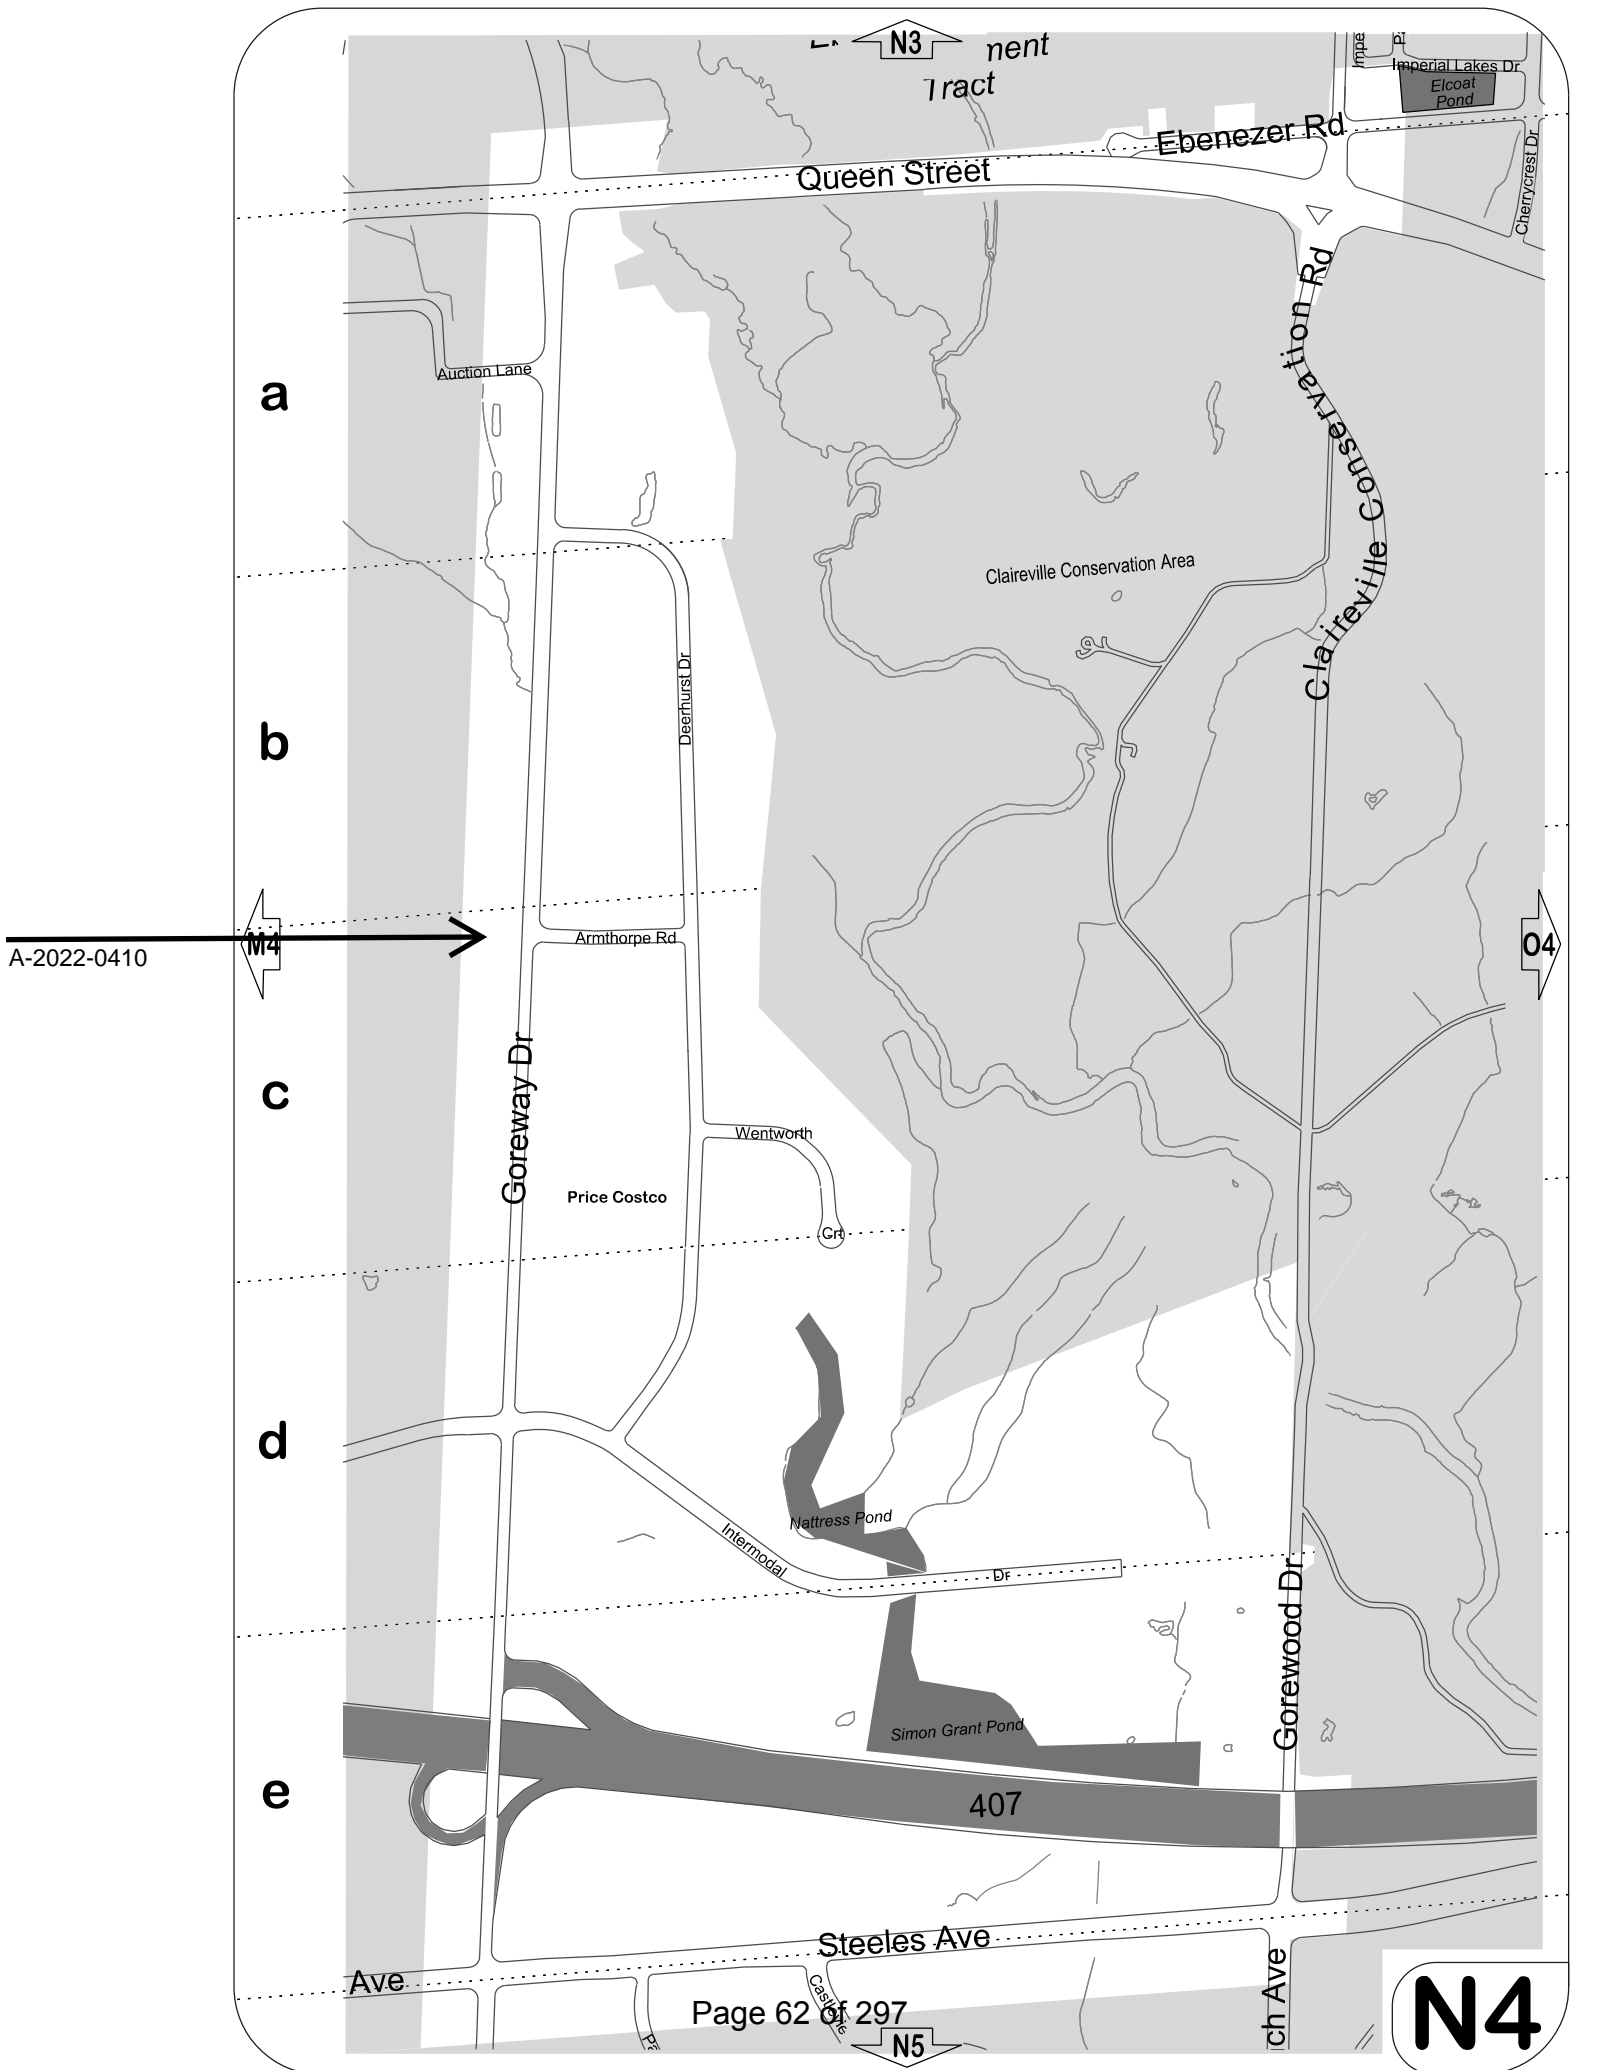 N3
ment
Tract
Imperial Lakes Dr
Elcoat
Pond
Ebenezer Rd
Queen Street
Cherrycrest Dr
Claireville Conservation Rd
Auction Lane
a
Claireville Conservation Area
Deerhurst Dr
b
M4
Armthorpe Rd
O4
A-2022-0410
Goreway Dr
c
Wentworth
Crt
Price Costco
d
Nattress Pond
Intermodal
Dr
Gorewood Dr
Simon Grant Pond
e
407
Steeles Ave
Ave
Page 62 of 297
ch Ave
N5
N4